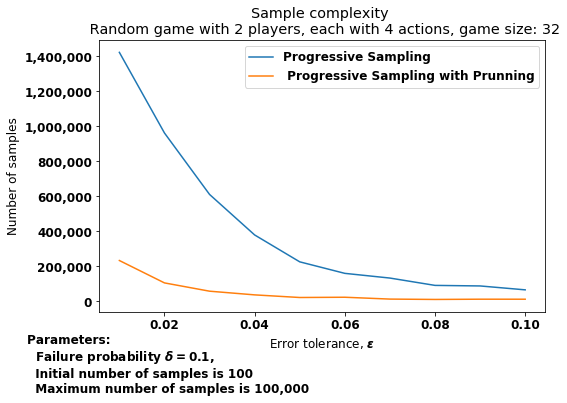 Sample complexity
Random game with 2 players, each with 4 actions, game size: 32
Progressive Sampling
Progressive Sampling with Prunning
1,400,000
1,200,000
1,000,000
800,000
600,000
400,000
200,000
0
Number of samples
0.02 0.04 0.06 0.08 0.10
Error tolerance, ε
Parameters:
Failure probability δ = 0.1,
Initial number of samples is 100
Maximum number of samples is 100,000